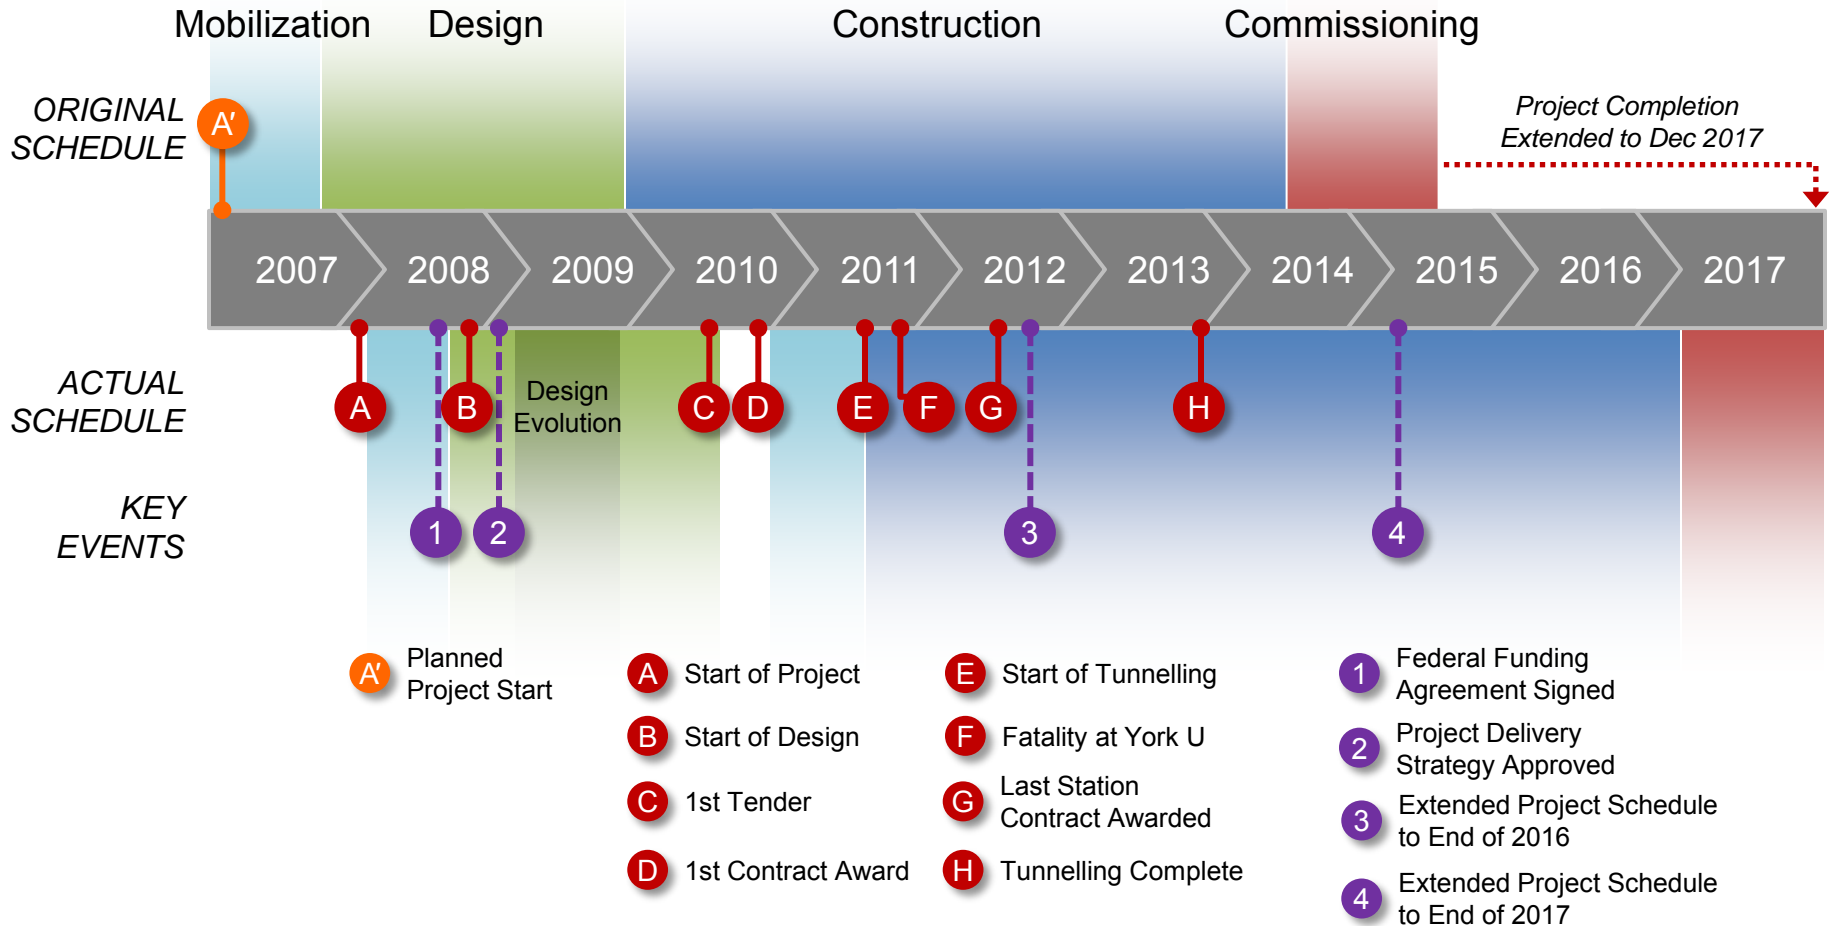 Mobilization Design Construction Commissioning
ORIGINAL
SCHEDULE
A'
Project Completion
Extended to Dec 2017
2007 2008 2009 2010 2011 2012 2013 2014 2015 2016 2017
ACTUAL
SCHEDULE
A B Design
Evolution C D E F G H
KEY
EVENTS
1 2 3 4
A' Planned
Project Start
A Start of Project
B Start of Design
C 1st Tender
D 1st Contract Award
E Start of Tunnelling
F Fatality at York U
G Last Station
Contract Awarded
H Tunnelling Complete
1 Federal Funding
Agreement Signed
2 Project Delivery
Strategy Approved
3 Extended Project Schedule
to End of 2016
4 Extended Project Schedule
to End of 2017